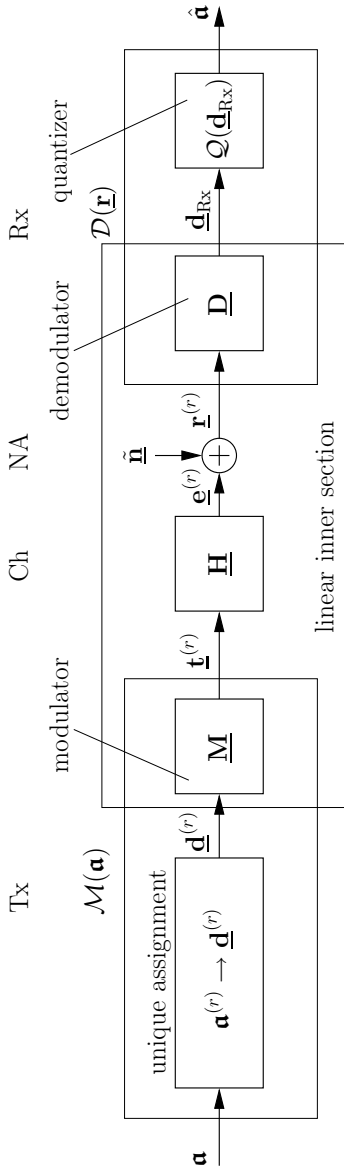 Tx
Ch
NA
Rx
𝓜(𝖆)
modulator
demodulator
quantizer
𝒟(r̲)
unique assignment
𝖆
𝖆^(r) → d̲^(r)
d̲^(r)
M̲
t̲^(r)
H̲
e̲^(r)
ñ̲
+
r̲^(r)
D̲
d̲_Rx
𝒬(d̲_Rx)
𝖆̂
linear inner section